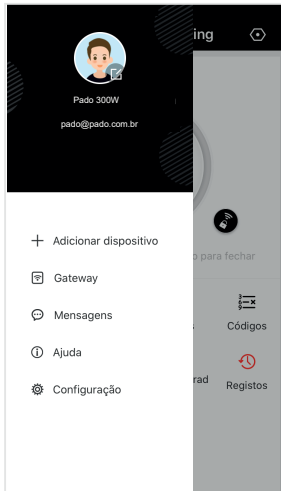 ing
Pado 300W
pado@pado.com.br
Adicionar dispositivo
para fechar
Gateway
Mensagens
s
Códigos
Ajuda
rad
Registos
Configuração